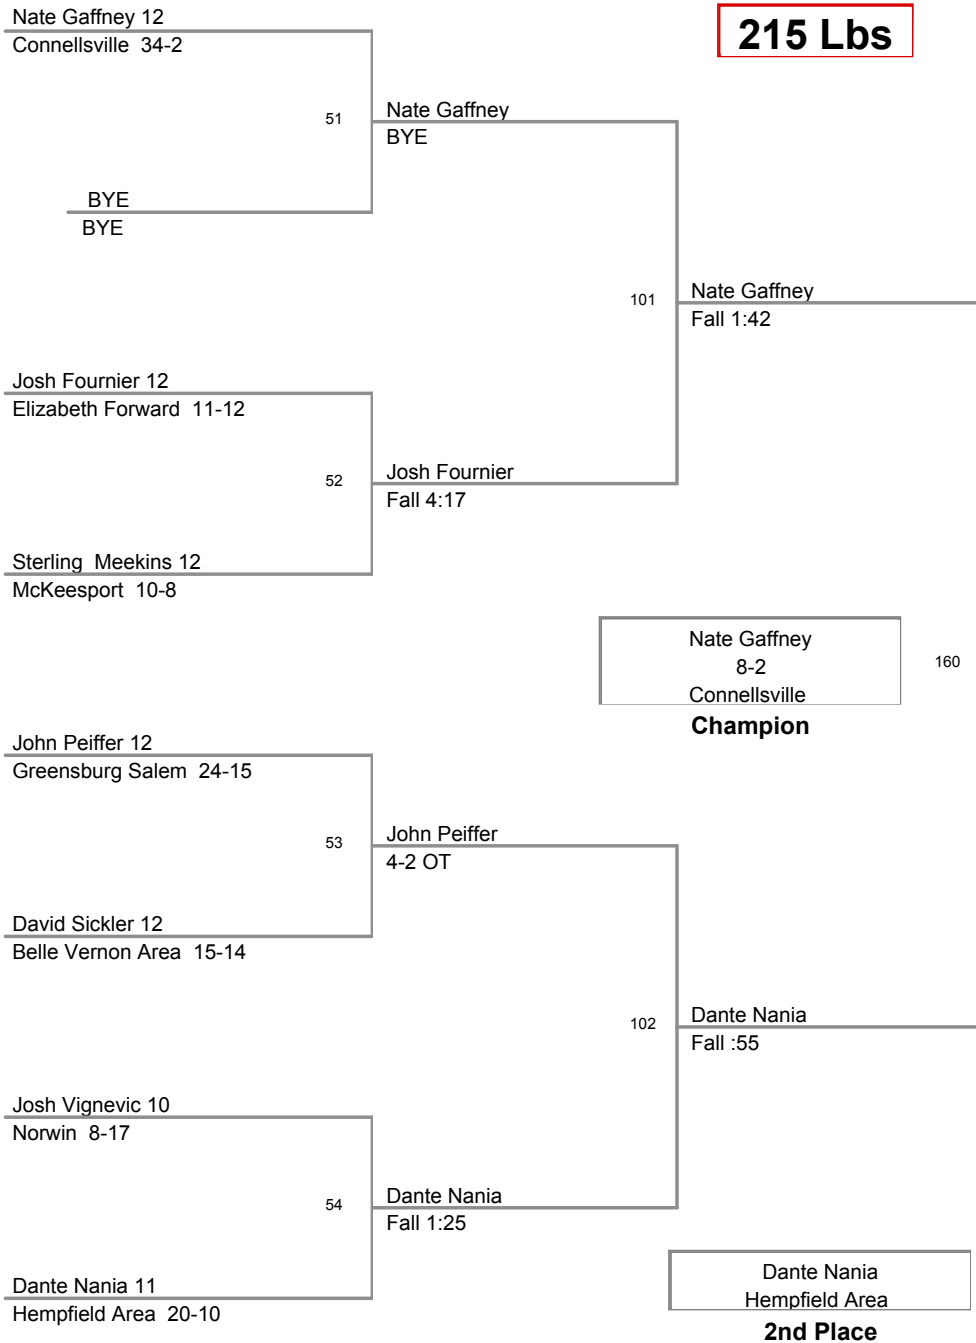 Nate Gaffney 12
215 Lbs
Connellsville 34-2
51
Nate Gaffney
BYE
BYE
BYE
101
Nate Gaffney
Fall 1:42
Josh Fournier 12
Elizabeth Forward 11-12
52
Josh Fournier
Fall 4:17
Sterling Meekins 12
McKeesport 10-8
Nate Gaffney
8-2
Connellsville
160
Champion
John Peiffer 12
Greensburg Salem 24-15
53
John Peiffer
4-2 OT
David Sickler 12
Belle Vernon Area 15-14
102
Dante Nania
Fall :55
Josh Vignevic 10
Norwin 8-17
54
Dante Nania
Fall 1:25
Dante Nania 11
Hempfield Area 20-10
Dante Nania
Hempfield Area
2nd Place